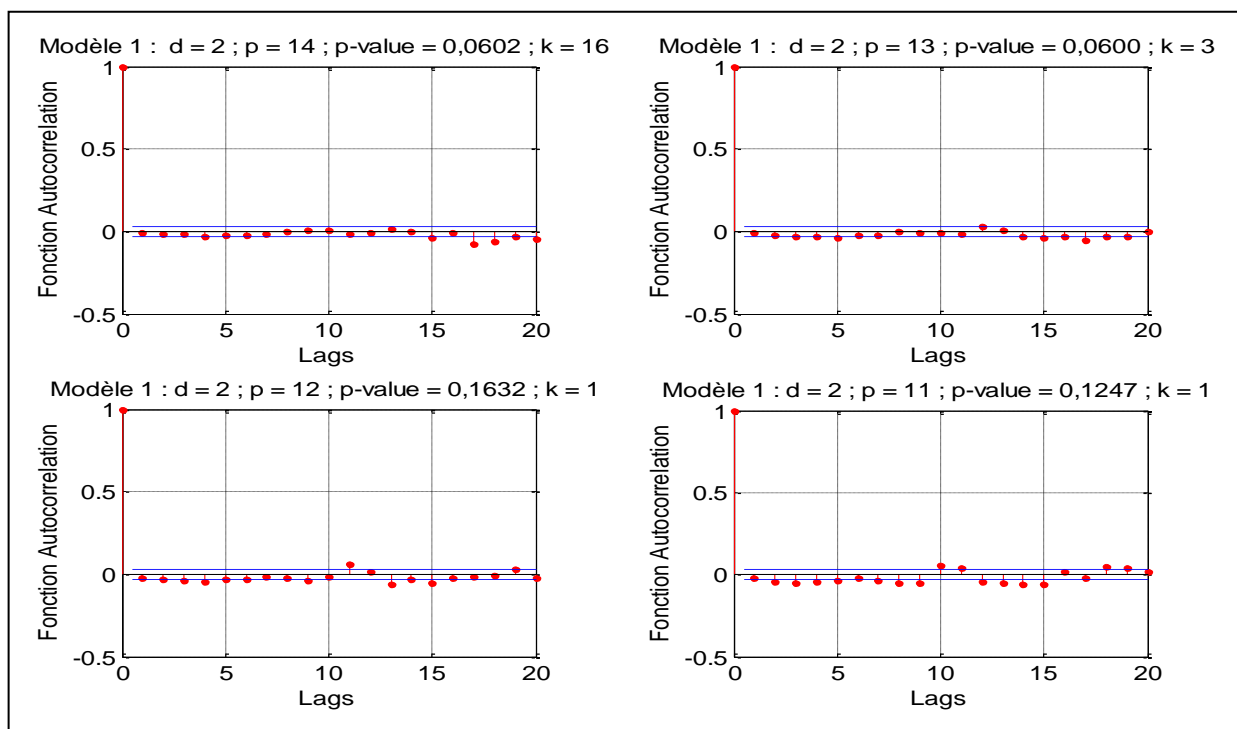 Modèle 1 : d = 2 ; p = 14 ; p-value = 0,0602 ; k = 16
1
0.5
0
-0.5
Fonction Autocorrelation
0 5 10 15 20
Lags
Modèle 1 : d = 2 ; p = 13 ; p-value = 0,0600 ; k = 3
1
0.5
0
-0.5
Fonction Autocorrelation
0 5 10 15 20
Lags
Modèle 1 : d = 2 ; p = 12 ; p-value = 0,1632 ; k = 1
1
0.5
0
-0.5
Fonction Autocorrelation
0 5 10 15 20
Lags
Modèle 1 : d = 2 ; p = 11 ; p-value = 0,1247 ; k = 1
1
0.5
0
-0.5
Fonction Autocorrelation
0 5 10 15 20
Lags